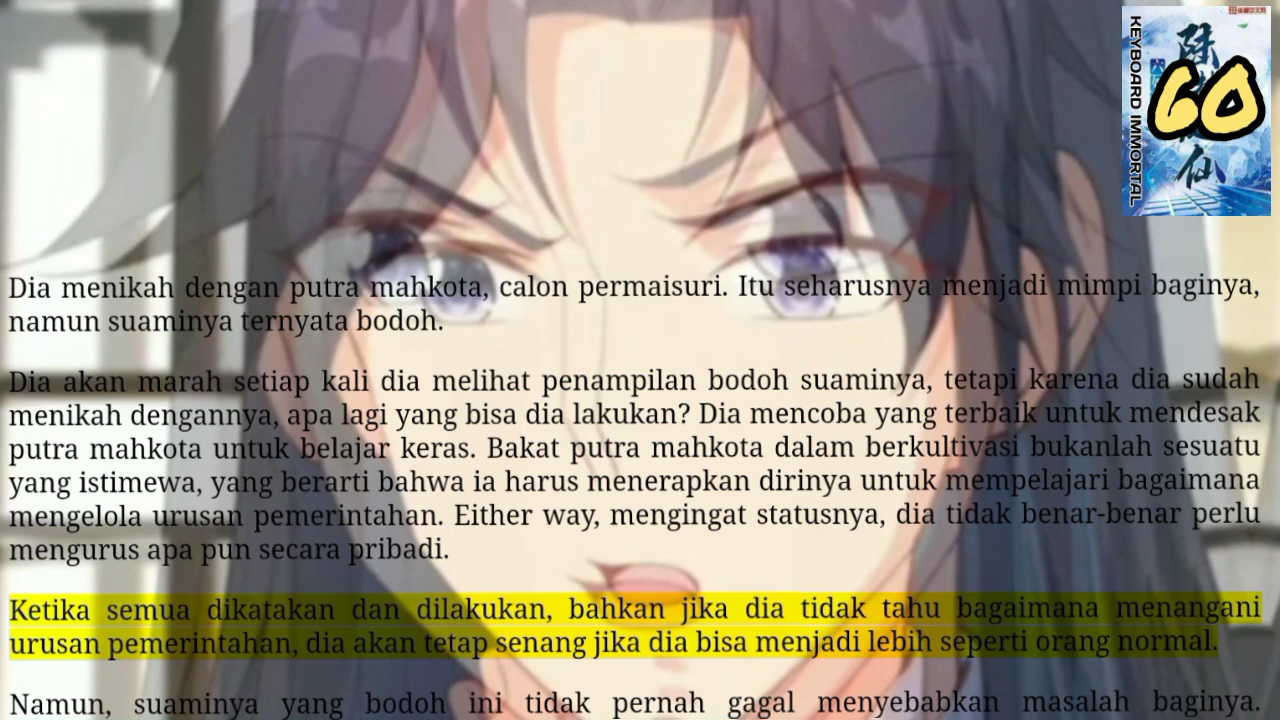 KEYBOARD IMMORTAL
60
仙
Dia menikah dengan putra mahkota, calon permaisuri. Itu seharusnya menjadi mimpi baginya,
namun suaminya ternyata bodoh.
Dia akan marah setiap kali dia melihat penampilan bodoh suaminya, tetapi karena dia sudah
menikah dengannya, apa lagi yang bisa dia lakukan? Dia mencoba yang terbaik untuk mendesak
putra mahkota untuk belajar keras. Bakat putra mahkota dalam berkultivasi bukanlah sesuatu
yang istimewa, yang berarti bahwa ia harus menerapkan dirinya untuk mempelajari bagaimana
mengelola urusan pemerintahan. Either way, mengingat statusnya, dia tidak benar-benar perlu
mengurus apa pun secara pribadi.
Ketika semua dikatakan dan dilakukan, bahkan jika dia tidak tahu bagaimana menangani
urusan pemerintahan, dia akan tetap senang jika dia bisa menjadi lebih seperti orang normal.
Namun, suaminya yang bodoh ini tidak pernah gagal menyebabkan masalah baginya.